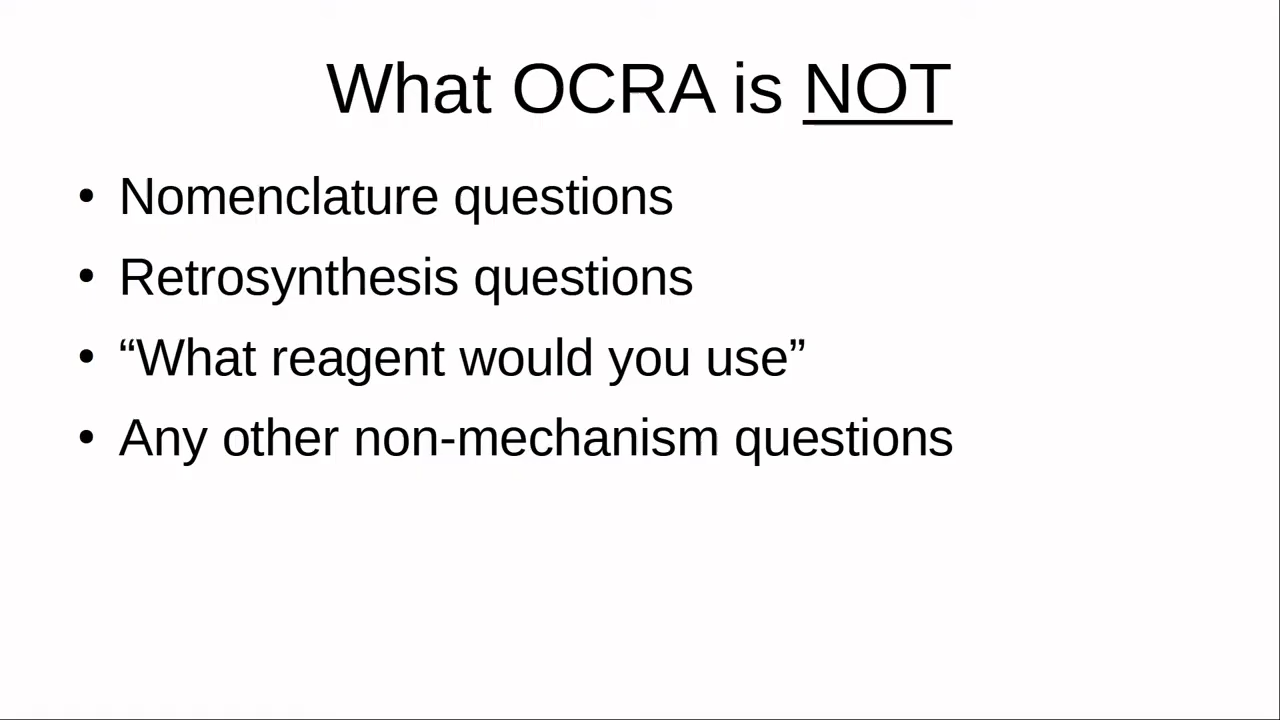 What OCRA is NOT
• Nomenclature questions
• Retrosynthesis questions
• “What reagent would you use”
• Any other non-mechanism questions